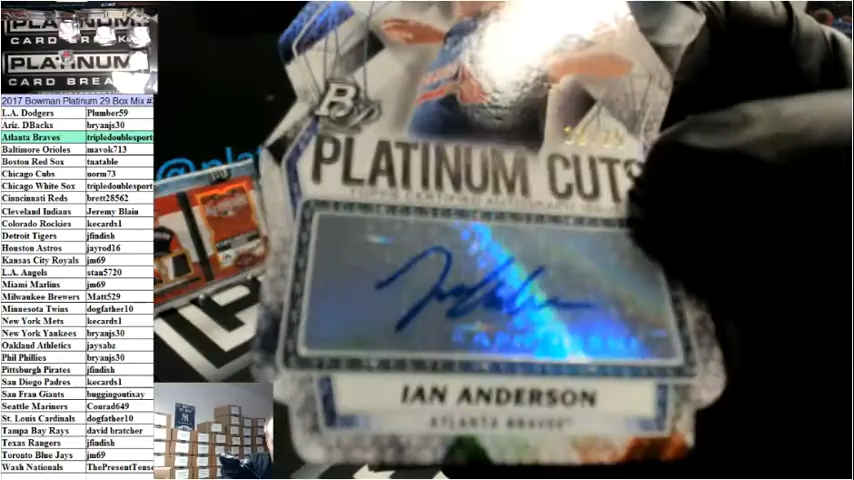 PLATINUM
CARD BREAK
PLATINUM
CARD BREA
2017 Bowman Platinum 29 Box Mix #
L.A. Dodgers Plumber59
Ariz. DBacks bryanjs30
Atlanta Braves tripledoublesport
Baltimore Orioles mavok713
Boston Red Sox tnatable
Chicago Cubs norm73
Chicago White Sox tripledoublesport
Cincinnati Reds brett28562
Cleveland Indians Jeremy Blain
Colorado Rockies kecards1
Detroit Tigers jfindish
Houston Astros jayrod16
Kansas City Royals jm69
L.A. Angels stan5720
Miami Marlins jm69
Milwaukee Brewers Matt529
Minnesota Twins dogfather10
New York Mets kecards1
New York Yankees bryanjs30
Oakland Athletics jaysabz
Phil Phillies bryanjs30
Pittsburgh Pirates jfindish
San Diego Padres kecards1
San Fran Giants buggingoutisay
Seattle Mariners Conrad649
St. Louis Cardinals dogfather10
Tampa Bay Rays david bratcher
Texas Rangers jfindish
Toronto Blue Jays jm69
Wash Nationals ThePresentTense
@plat
PLATINUM CUTS
IAN ANDERSON
ATLANTA BRAVES